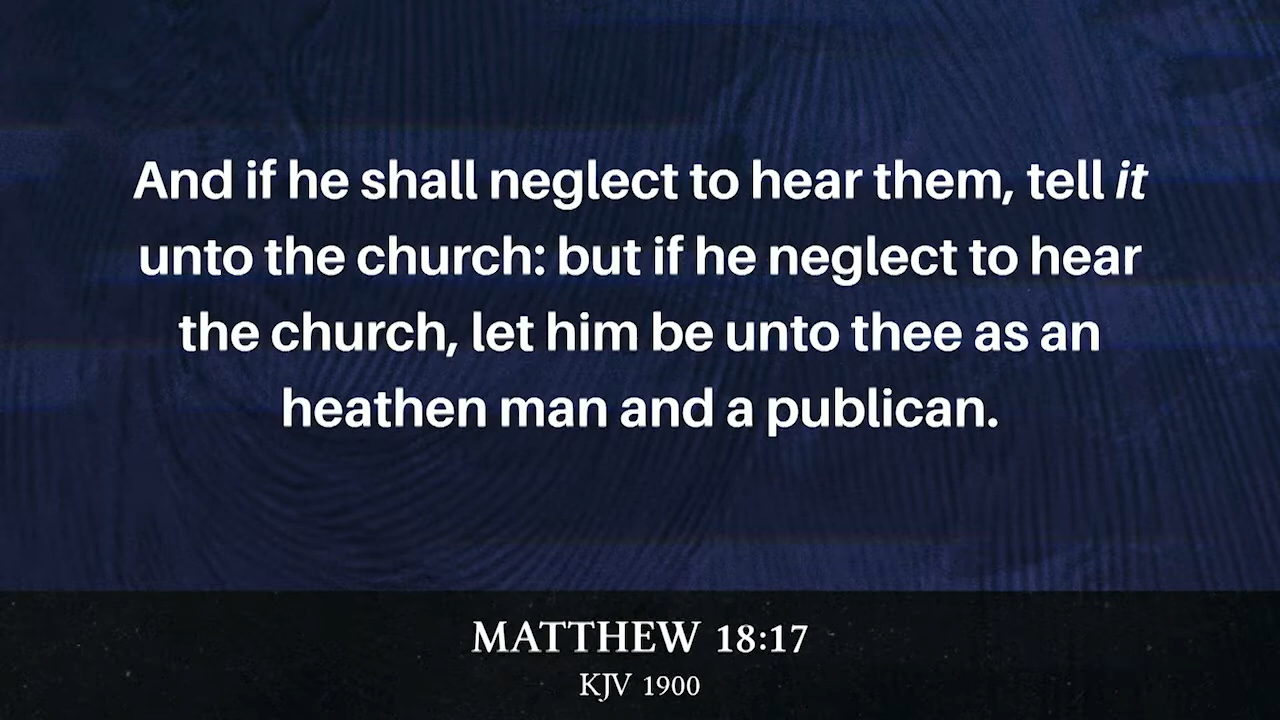 And if he shall neglect to hear them, tell it
unto the church: but if he neglect to hear
the church, let him be unto thee as an
heathen man and a publican.
MATTHEW 18:17
KJV 1900